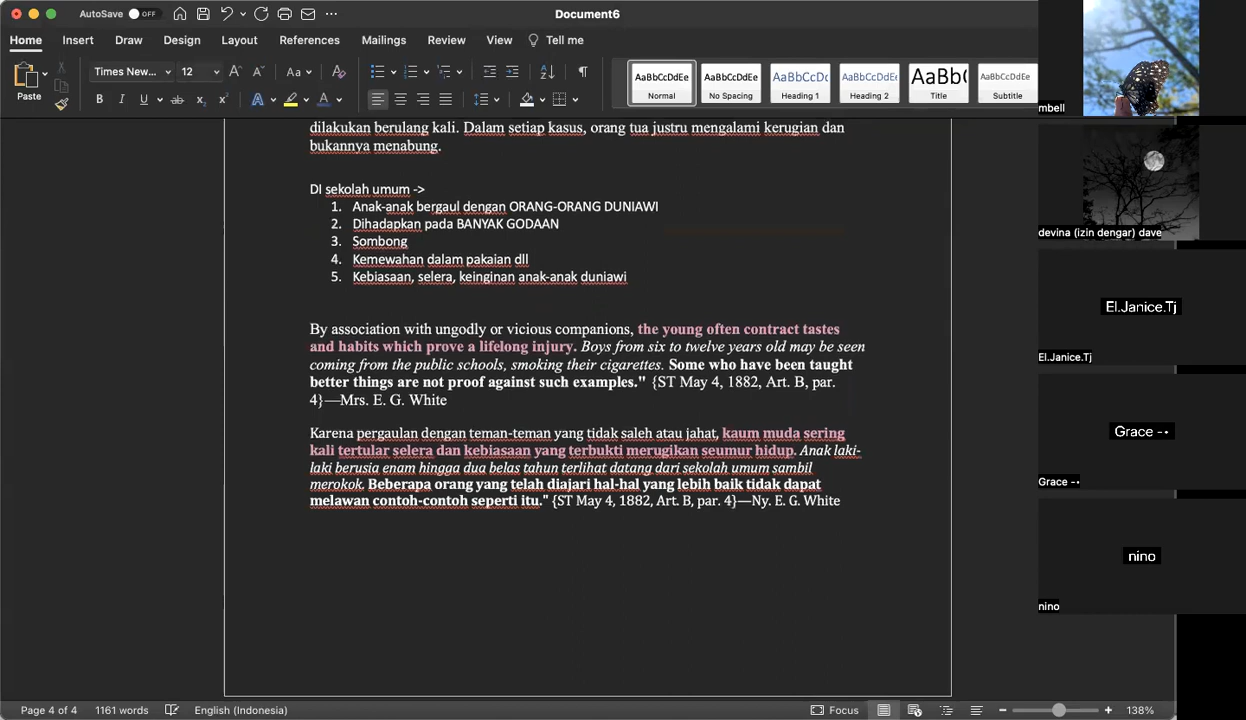 AutoSave OFF
Document6
Home Insert Draw Design Layout References Mailings Review View Tell me
Paste
Times New... 12
Aa
AaBbCcDdEe Normal
AaBbCcDdEe No Spacing
AaBbCcDc Heading 1
AaBbCcDdEe Heading 2
AaBb( Title
AaBbCcDdEe Subtitle
dilakukan berulang kali. Dalam setiap kasus, orang tua justru mengalami kerugian dan
bukannya menabung.
DI sekolah umum ->
1. Anak-anak bergaul dengan ORANG-ORANG DUNIAWI
2. Dihadapkan pada BANYAK GODAAN
3. Sombong
4. Kemewahan dalam pakaian dll
5. Kebiasaan, selera, keinginan anak-anak duniawi
By association with ungodly or vicious companions, the young often contract tastes
and habits which prove a lifelong injury. Boys from six to twelve years old may be seen
coming from the public schools, smoking their cigarettes. Some who have been taught
better things are not proof against such examples." {ST May 4, 1882, Art. B, par.
4}—Mrs. E. G. White
Karena pergaulan dengan teman-teman yang tidak saleh atau jahat, kaum muda sering
kali tertular selera dan kebiasaan yang terbukti merugikan seumur hidup. Anak laki-
laki berusia enam hingga dua belas tahun terlihat datang dari sekolah umum sambil
merokok. Beberapa orang yang telah diajari hal-hal yang lebih baik tidak dapat
melawan contoh-contoh seperti itu." {ST May 4, 1882, Art. B, par. 4}—Ny. E. G. White
Page 4 of 4 1161 words English (Indonesia) Focus 138%
mbell
devina (izin dengar) dave
El.Janice.Tj
El.Janice.Tj
Grace -•
Grace -•
nino
nino